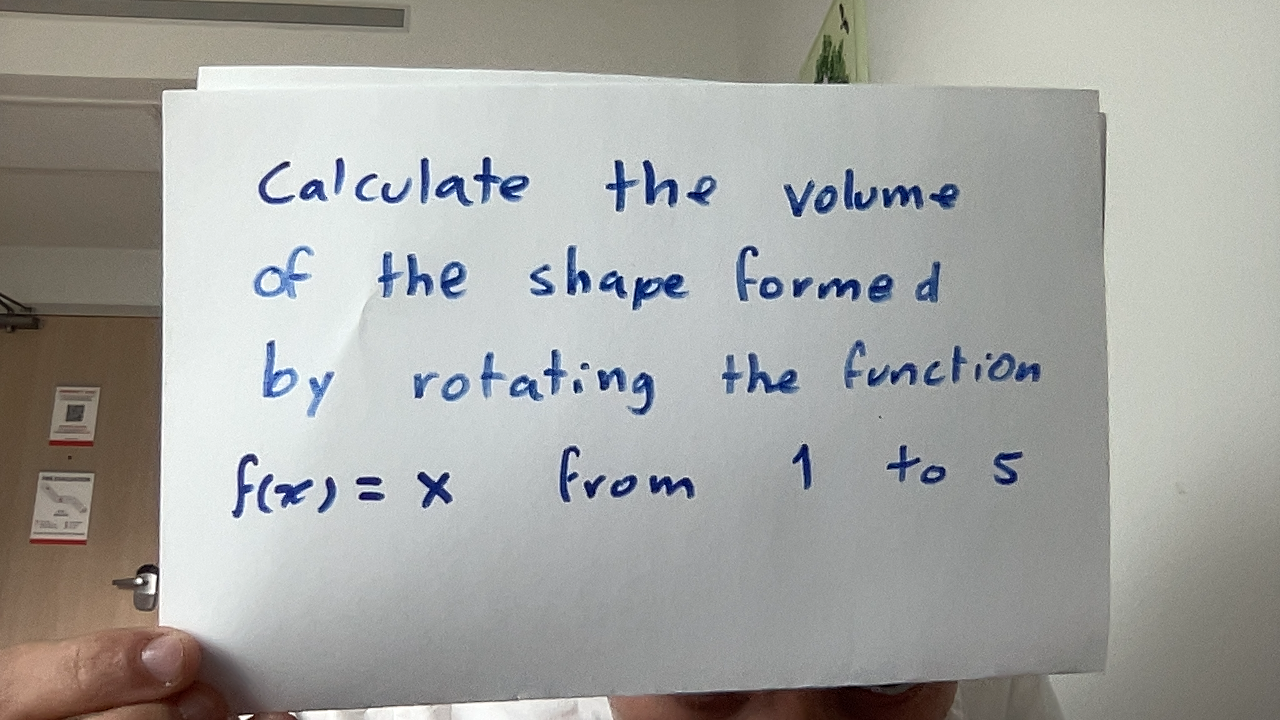 Calculate the volume
of the shape formed
by rotating the function
f(x) = x from 1 to 5